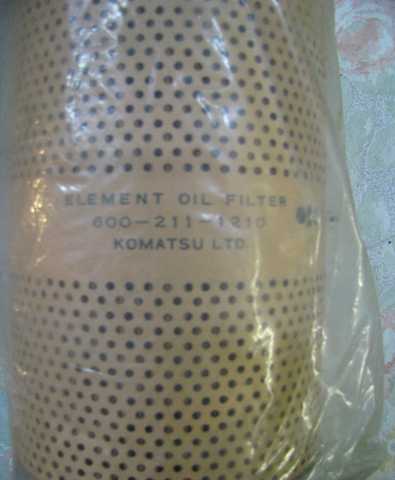 ELEMENT OIL FILTER
600-211-1210
KOMATSU LTD